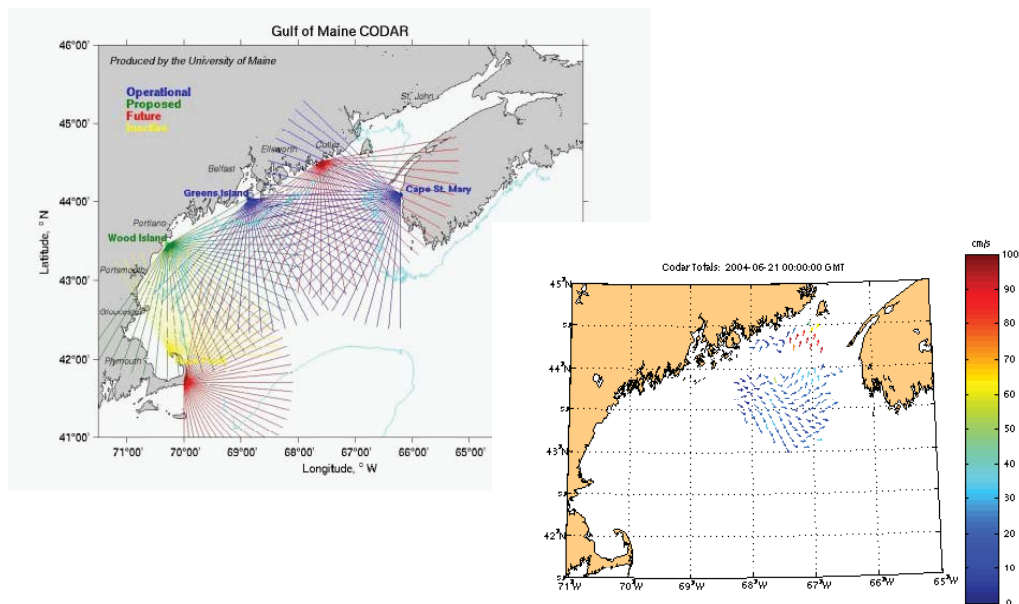 Gulf of Maine CODAR
46°00'
Produced by the University of Maine
Operational
Proposed
Future
Inactive
St. John
45°00'
Cutler
Ellsworth
Belfast
Greens Island
Cape St. Mary
44°00'
Portland
Wood Island
Latitude, °N
43°00'
Portsmouth
Gloucester
42°00'
Plymouth
41°00'
71°00' 70°00' 69°00' 68°00' 67°00' 66°00' 65°00'
Longitude, °W
cm/s
Codar Totals: 2004-06-21 00:00:00 GMT
100
90
80
70
60
50
40
30
20
10
0
45°N
44°N
43°N
42°N
71°W 70°W 69°W 68°W 67°W 66°W 65°W